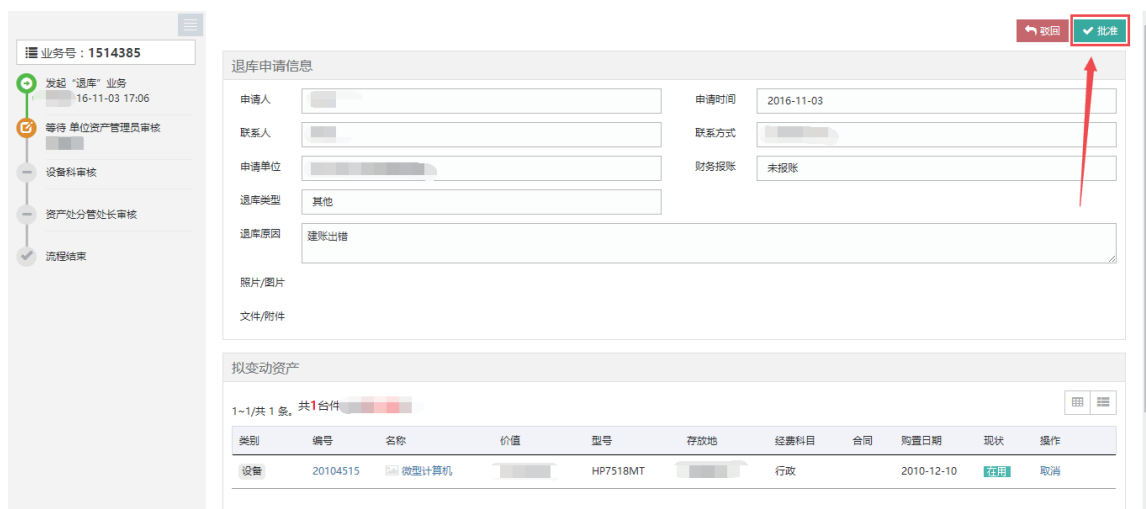 驳回 批准
业务号：1514385
发起 “退库” 业务
16-11-03 17:06
等待 单位资产管理员审核
设备科审核
资产处分管处长审核
流程结束
退库申请信息
申请人 申请时间 2016-11-03
联系人 联系方式
申请单位 财务报账 未报账
退库类型 其他
退库原因 建账出错
照片/图片
文件/附件
拟变动资产
1~1/共 1 条。 共1台件
类别 编号 名称 价值 型号 存放地 经费科目 合同 购置日期 现状 操作
设备 20104515 微型计算机 HP7518MT 行政 2010-12-10 在用 取消